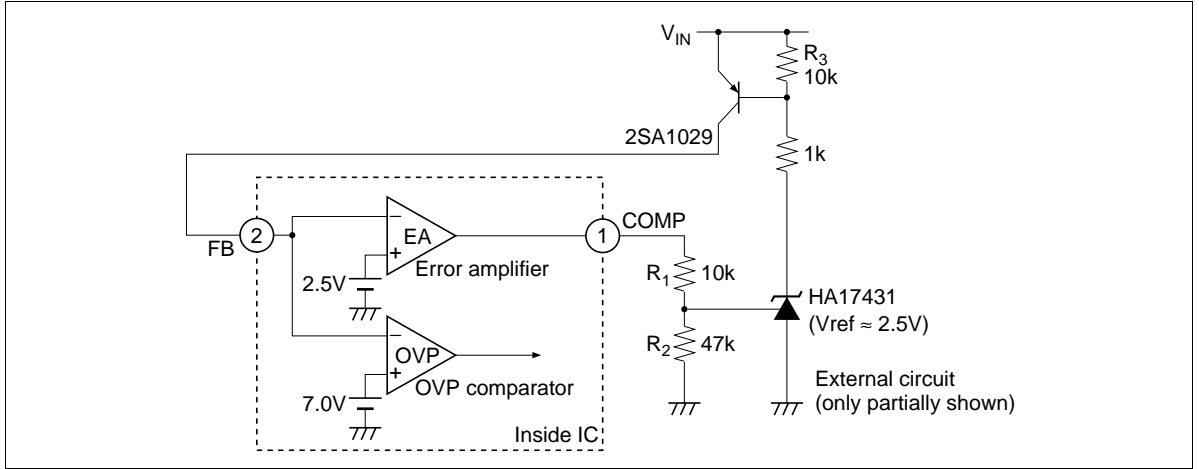 VIN
R3
10k
2SA1029
1k
FB
2
−
EA
+
Error amplifier
2.5V
1
COMP
R1 10k
HA17431
(Vref ≈ 2.5V)
−
OVP
+
OVP comparator
7.0V
R2 47k
External circuit
(only partially shown)
Inside IC